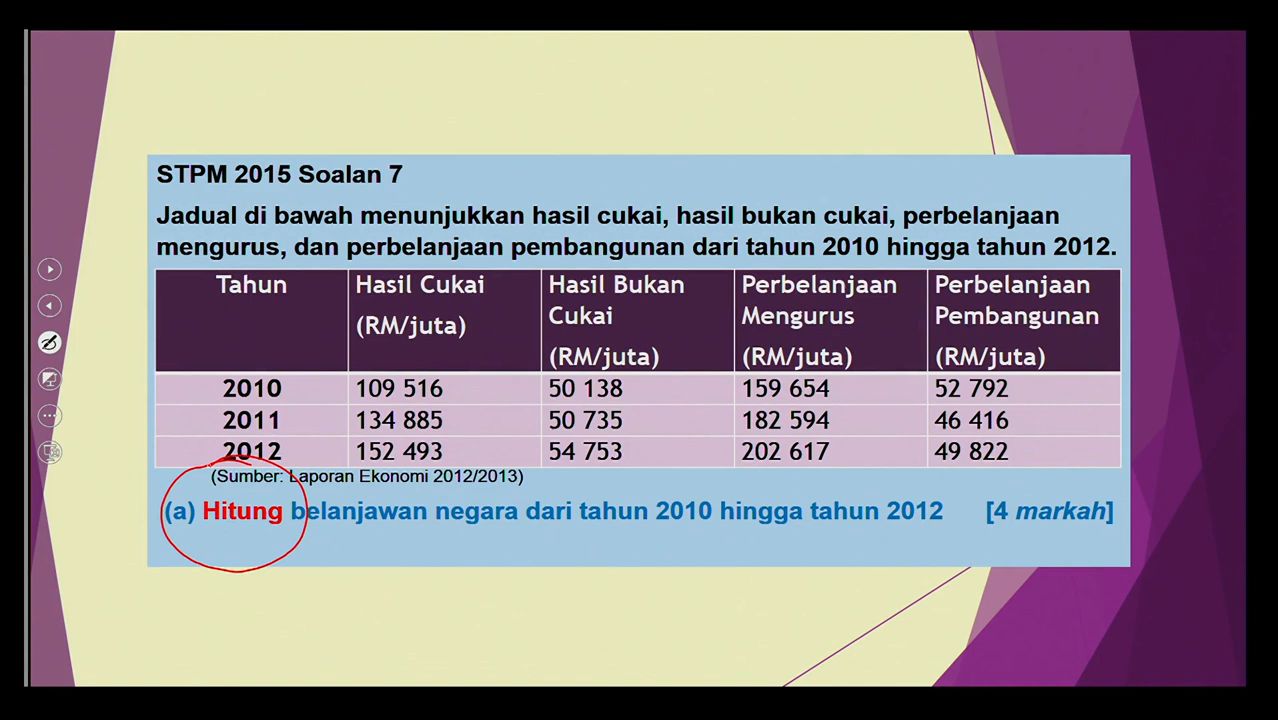 STPM 2015 Soalan 7
Jadual di bawah menunjukkan hasil cukai, hasil bukan cukai, perbelanjaan
mengurus, dan perbelanjaan pembangunan dari tahun 2010 hingga tahun 2012.
Tahun Hasil Cukai (RM/juta) Hasil Bukan Cukai (RM/juta) Perbelanjaan Mengurus (RM/juta) Perbelanjaan Pembangunan (RM/juta)
2010 109 516 50 138 159 654 52 792
2011 134 885 50 735 182 594 46 416
2012 152 493 54 753 202 617 49 822
(Sumber: Laporan Ekonomi 2012/2013)
(a) Hitung belanjawan negara dari tahun 2010 hingga tahun 2012 [4 markah]